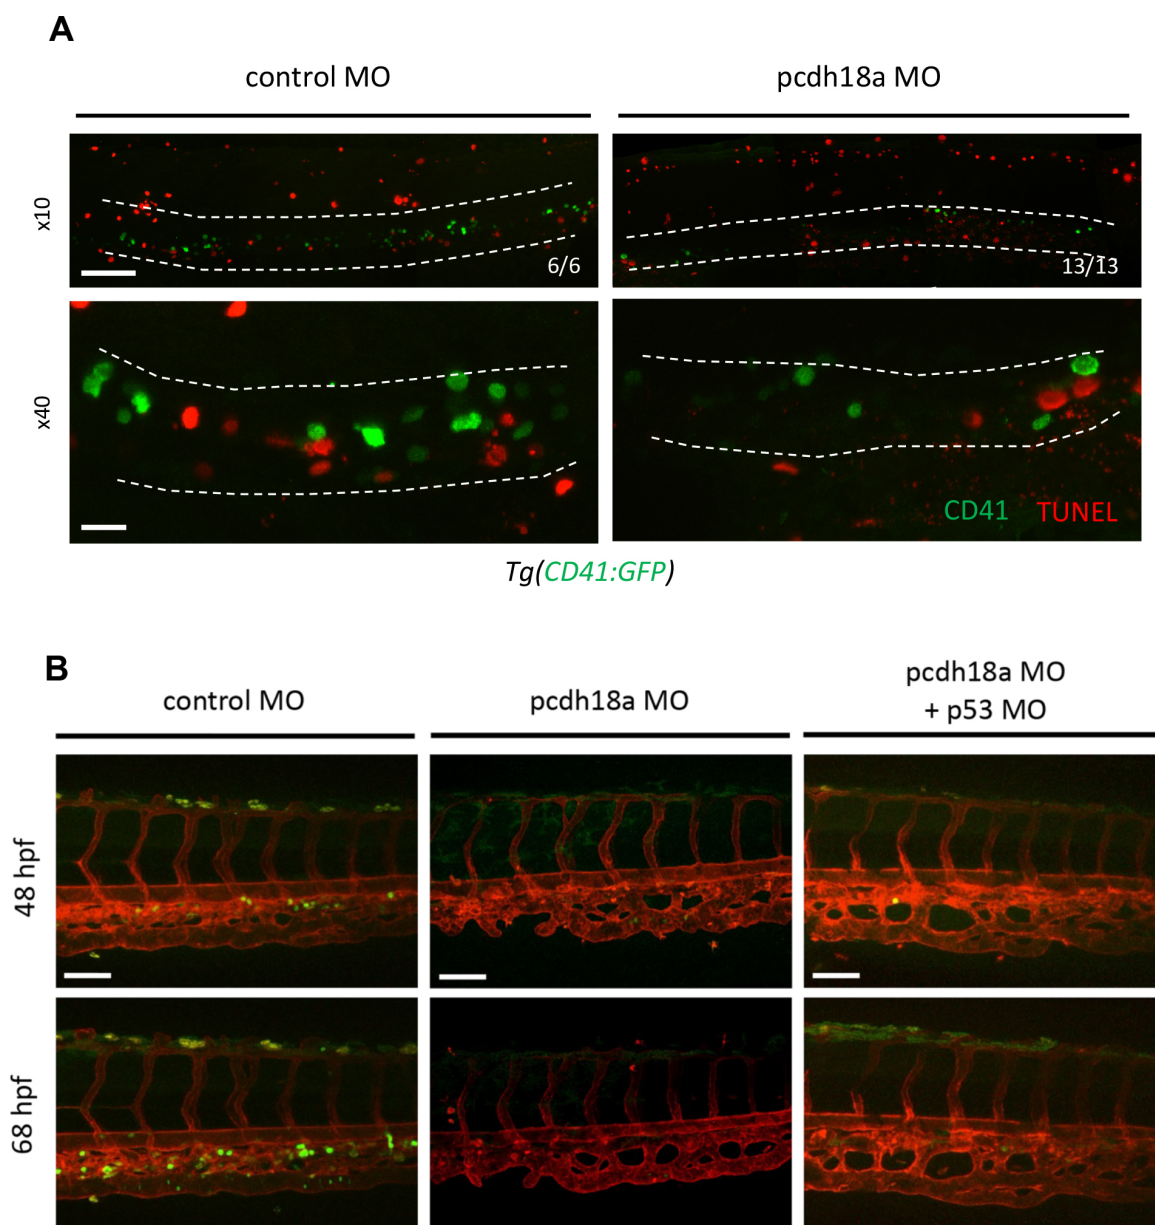 A
control MO
pcdh18a MO
x10
6/6
13/13
x40
CD41 TUNEL
Tg(CD41:GFP)
B
control MO
pcdh18a MO
pcdh18a MO
+ p53 MO
48 hpf
68 hpf